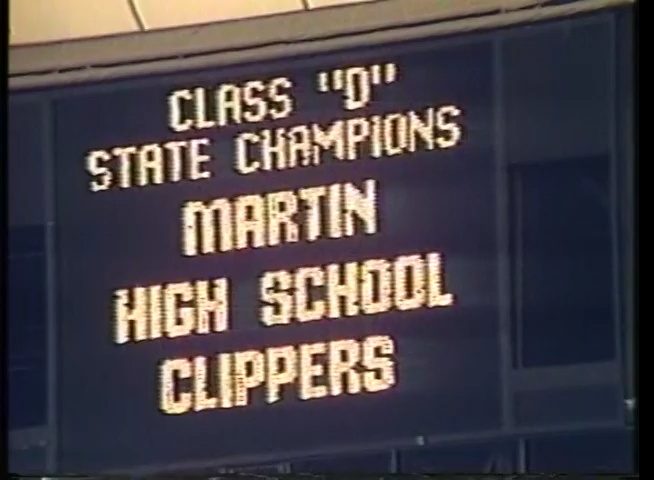 CLASS "D"
STATE CHAMPIONS
MARTIN
HIGH SCHOOL
CLIPPERS